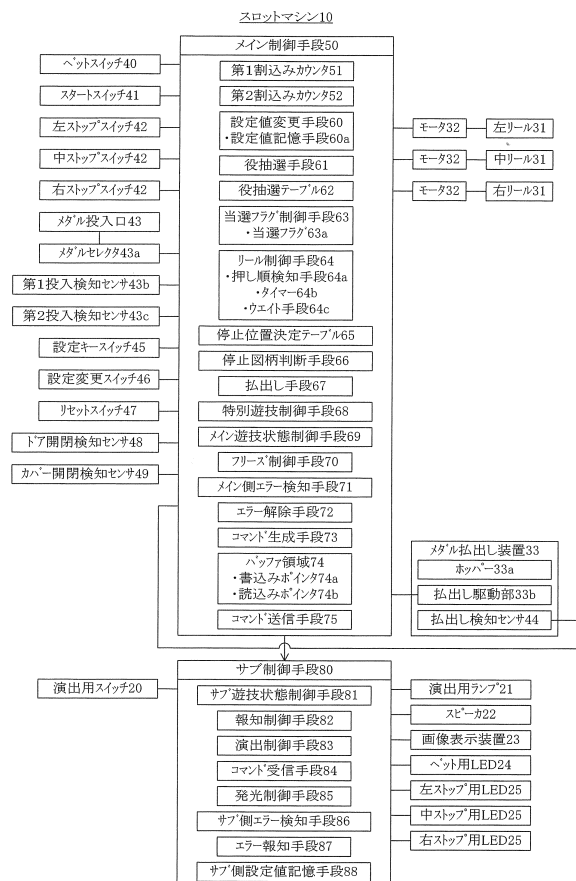 スロットマシン10
メイン制御手段50
ベットスイッチ40
スタートスイッチ41
左ストップスイッチ42
中ストップスイッチ42
右ストップスイッチ42
メダル投入口43
メダルセレクタ43a
第1投入検知センサ43b
第2投入検知センサ43c
設定キースイッチ45
設定変更スイッチ46
リセットスイッチ47
ドア開閉検知センサ48
カバー開閉検知センサ49
第1割込みカウンタ51
第2割込みカウンタ52
設定値変更手段60
・設定値記憶手段60a
役抽選手段61
役抽選テーブル62
当選フラグ制御手段63
・当選フラグ63a
リール制御手段64
・押し順検知手段64a
・タイマー64b
・ウエイト手段64c
停止位置決定テーブル65
停止図柄判断手段66
払出し手段67
特別遊技制御手段68
メイン遊技状態制御手段69
フリーズ制御手段70
メイン側エラー検知手段71
エラー解除手段72
コマンド生成手段73
バッファ領域74
・書込みポインタ74a
・読込みポインタ74b
コマンド送信手段75
モータ32
左リール31
モータ32
中リール31
モータ32
右リール31
メダル払出し装置33
ホッパー33a
払出し駆動部33b
払出し検知センサ44
サブ制御手段80
演出用スイッチ20
サブ遊技状態制御手段81
報知制御手段82
演出制御手段83
コマンド受信手段84
発光制御手段85
サブ側エラー検知手段86
エラー報知手段87
サブ側設定値記憶手段88
演出用ランプ21
スピーカ22
画像表示装置23
ベット用LED24
左ストップ用LED25
中ストップ用LED25
右ストップ用LED25